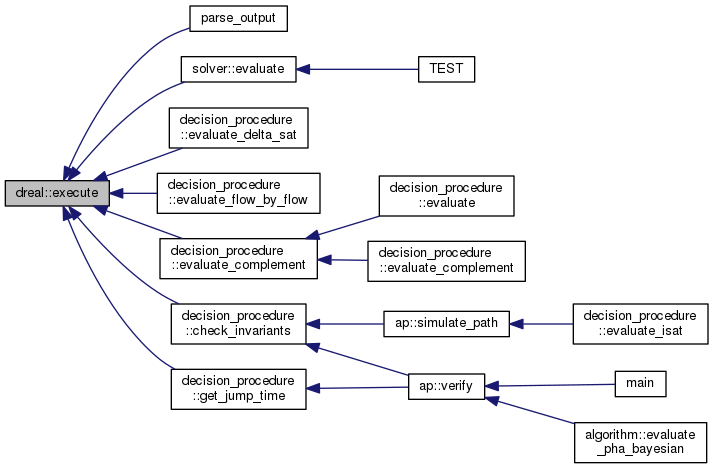 parse_output
solver::evaluate
TEST
decision_procedure
::evaluate_delta_sat
dreal::execute
decision_procedure
::evaluate_flow_by_flow
decision_procedure
::evaluate
decision_procedure
::evaluate_complement
decision_procedure
::evaluate_complement
decision_procedure
::check_invariants
ap::simulate_path
decision_procedure
::evaluate_isat
decision_procedure
::get_jump_time
ap::verify
main
algorithm::evaluate
_pha_bayesian